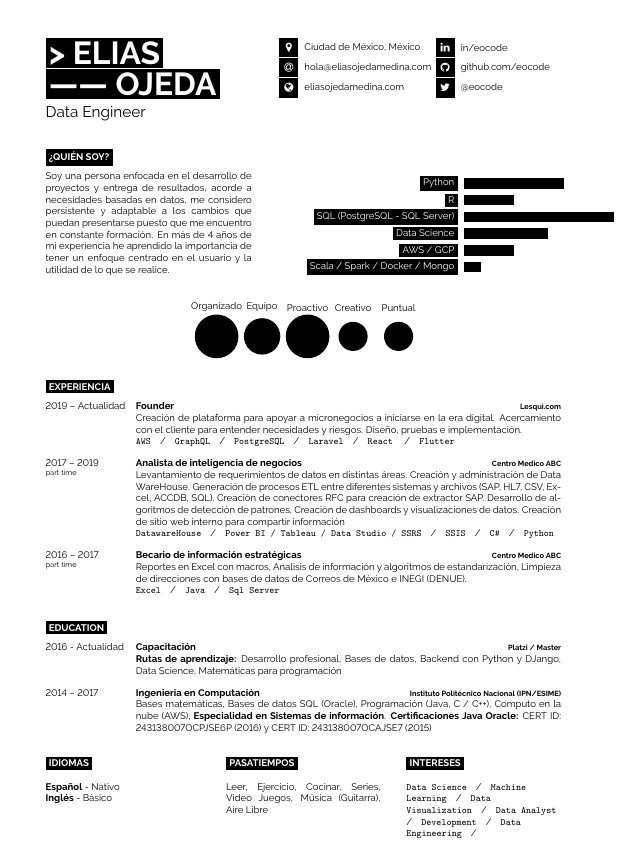 > ELIAS
—— OJEDA
Data Engineer
Ciudad de México, México
hola@eliasojedamedina.com
eliasojedamedina.com
in/eocode
github.com/eocode
@eocode
¿QUIÉN SOY?
Soy una persona enfocada en el desarrollo de
proyectos y entrega de resultados, acorde a
necesidades basadas en datos, me considero
persistente y adaptable a los cambios que
puedan presentarse puesto que me encuentro
en constante formación. En más de 4 años de
mi experiencia he aprendido la importancia de
tener un enfoque centrado en el usuario y la
utilidad de lo que se realice.
Python
R
SQL (PostgreSQL - SQL Server)
Data Science
AWS / GCP
Scala / Spark / Docker / Mongo
Organizado Equipo Proactivo Creativo Puntual
EXPERIENCIA
2019 – Actualidad Founder Lesqui.com
Creación de plataforma para apoyar a micronegocios a iniciarse en la era digital. Acercamiento
con el cliente para entender necesidades y riesgos. Diseño, pruebas e implementación.
AWS / GraphQL / PostgreSQL / Laravel / React / Flutter
2017 – 2019 Analista de inteligencia de negocios Centro Medico ABC
part time
Levantamiento de requerimientos de datos en distintas áreas. Creación y administración de Data
WareHouse. Generación de procesos ETL entre diferentes sistemas y archivos (SAP, HL7, CSV, Ex-
cel, ACCDB, SQL). Creación de conectores RFC para creación de extractor SAP. Desarrollo de al-
goritmos de detección de patrones, Creación de dashboards y visualizaciones de datos. Creación
de sitio web interno para compartir información
DatawareHouse / Power BI / Tableau / Data Studio / SSRS / SSIS / C# / Python
2016 – 2017 Becario de información estratégicas Centro Medico ABC
part time
Reportes en Excel con macros, Analisis de información y algoritmos de estandarización, Limpieza
de direcciones con bases de datos de Correos de México e INEGI (DENUE).
Excel / Java / Sql Server
EDUCATION
2016 - Actualidad Capacitación Platzi / Master
Rutas de aprendizaje: Desarrollo profesional, Bases de datos, Backend con Python y DJango,
Data Science, Matemáticas para programación
2014 – 2017 Ingenieria en Computación Instituto Politécnico Nacional (IPN/ESIME)
Bases matemáticas, Bases de datos SQL (Oracle), Programación (Java, C / C++), Computo en la
nube (AWS), Especialidad en Sistemas de información. Certificaciones Java Oracle: CERT ID:
243138007OCPJSE6P (2016) y CERT ID: 243138007OCAJSE7 (2015)
IDIOMAS
Español - Nativo
Inglés - Básico
PASATIEMPOS
Leer, Ejercicio, Cocinar, Series,
Video Juegos, Música (Guitarra),
Aire Libre
INTERESES
Data Science / Machine
Learning / Data
Visualization / Data Analyst
/ Development / Data
Engineering /